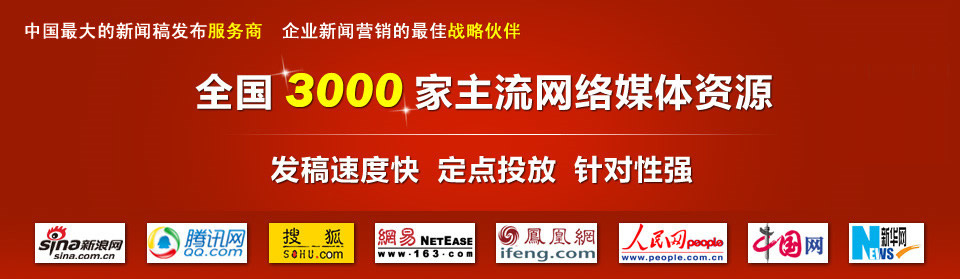 中国最大的新闻稿发布服务商 企业新闻营销的最佳战略伙伴
全国 3000 家主流网络媒体资源
发稿速度快 定点投放 针对性强
sina新浪网
sina.com.cn
腾讯网
QQ.com
搜狐
SOHU.com
網易 NETEASE
www.163.com
鳳凰網
ifeng.com
人民网 people
www.people.com.cn
中国网
新华网
NEWS